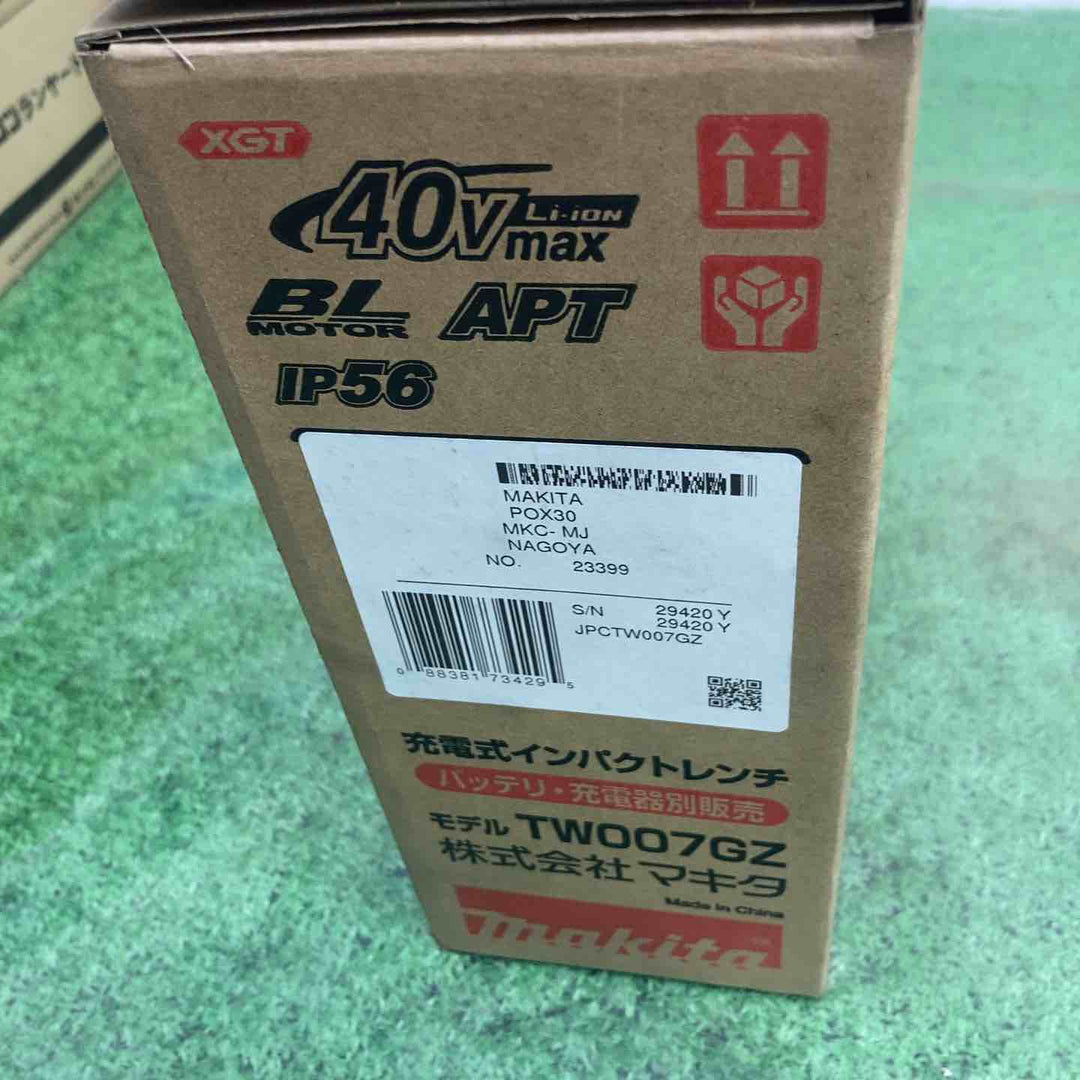 XGT
40Vmax Li-ion
BL MOTOR APT
IP56
MAKITA
POX30
MKC- MJ
NAGOYA
NO. 23399
S/N 29420 Y
29420 Y
JPCTW007GZ
0 88381 73429 5
充電式インパクトレンチ
バッテリ・充電器別販売
モデル TW007GZ
株式会社マキタ
Made in China
makita